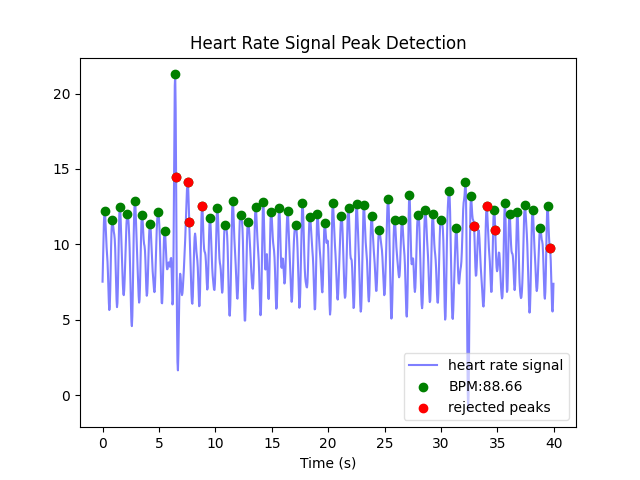 Heart Rate Signal Peak Detection
20
15
10
5
0
heart rate signal
BPM:88.66
rejected peaks
0 5 10 15 20 25 30 35 40
Time (s)